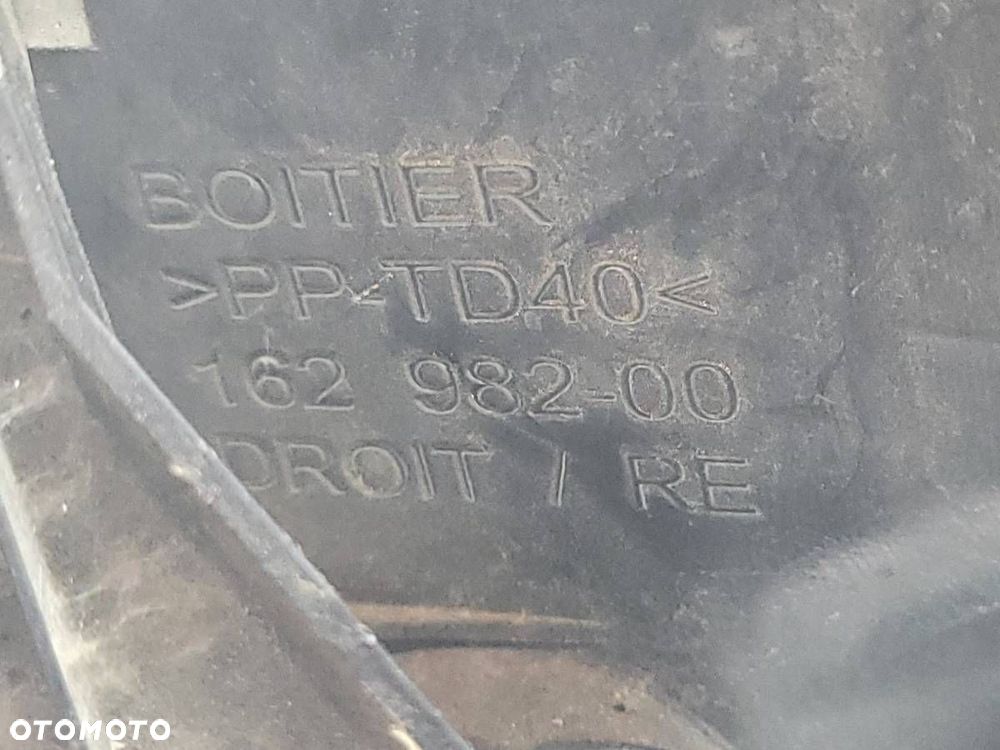 BOITIER
>PP-TD40<
162 982-00
DROIT / RE
OTOMOTO